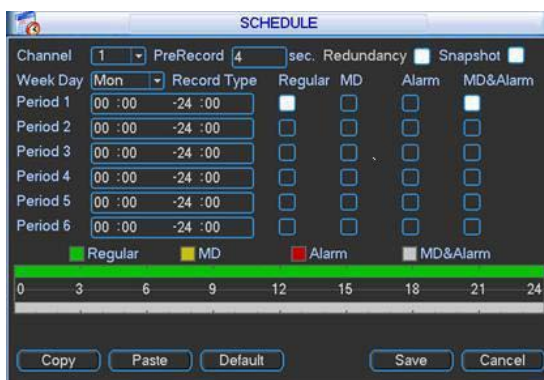 SCHEDULE
Channel 1 PreRecord 4 sec. Redundancy Snapshot
Week Day Mon Record Type Regular MD Alarm MD&Alarm
Period 1 00 :00 -24 :00
Period 2 00 :00 -24 :00
Period 3 00 :00 -24 :00
Period 4 00 :00 -24 :00
Period 5 00 :00 -24 :00
Period 6 00 :00 -24 :00
Regular MD Alarm MD&Alarm
0 3 6 9 12 15 18 21 24
Copy Paste Default Save Cancel